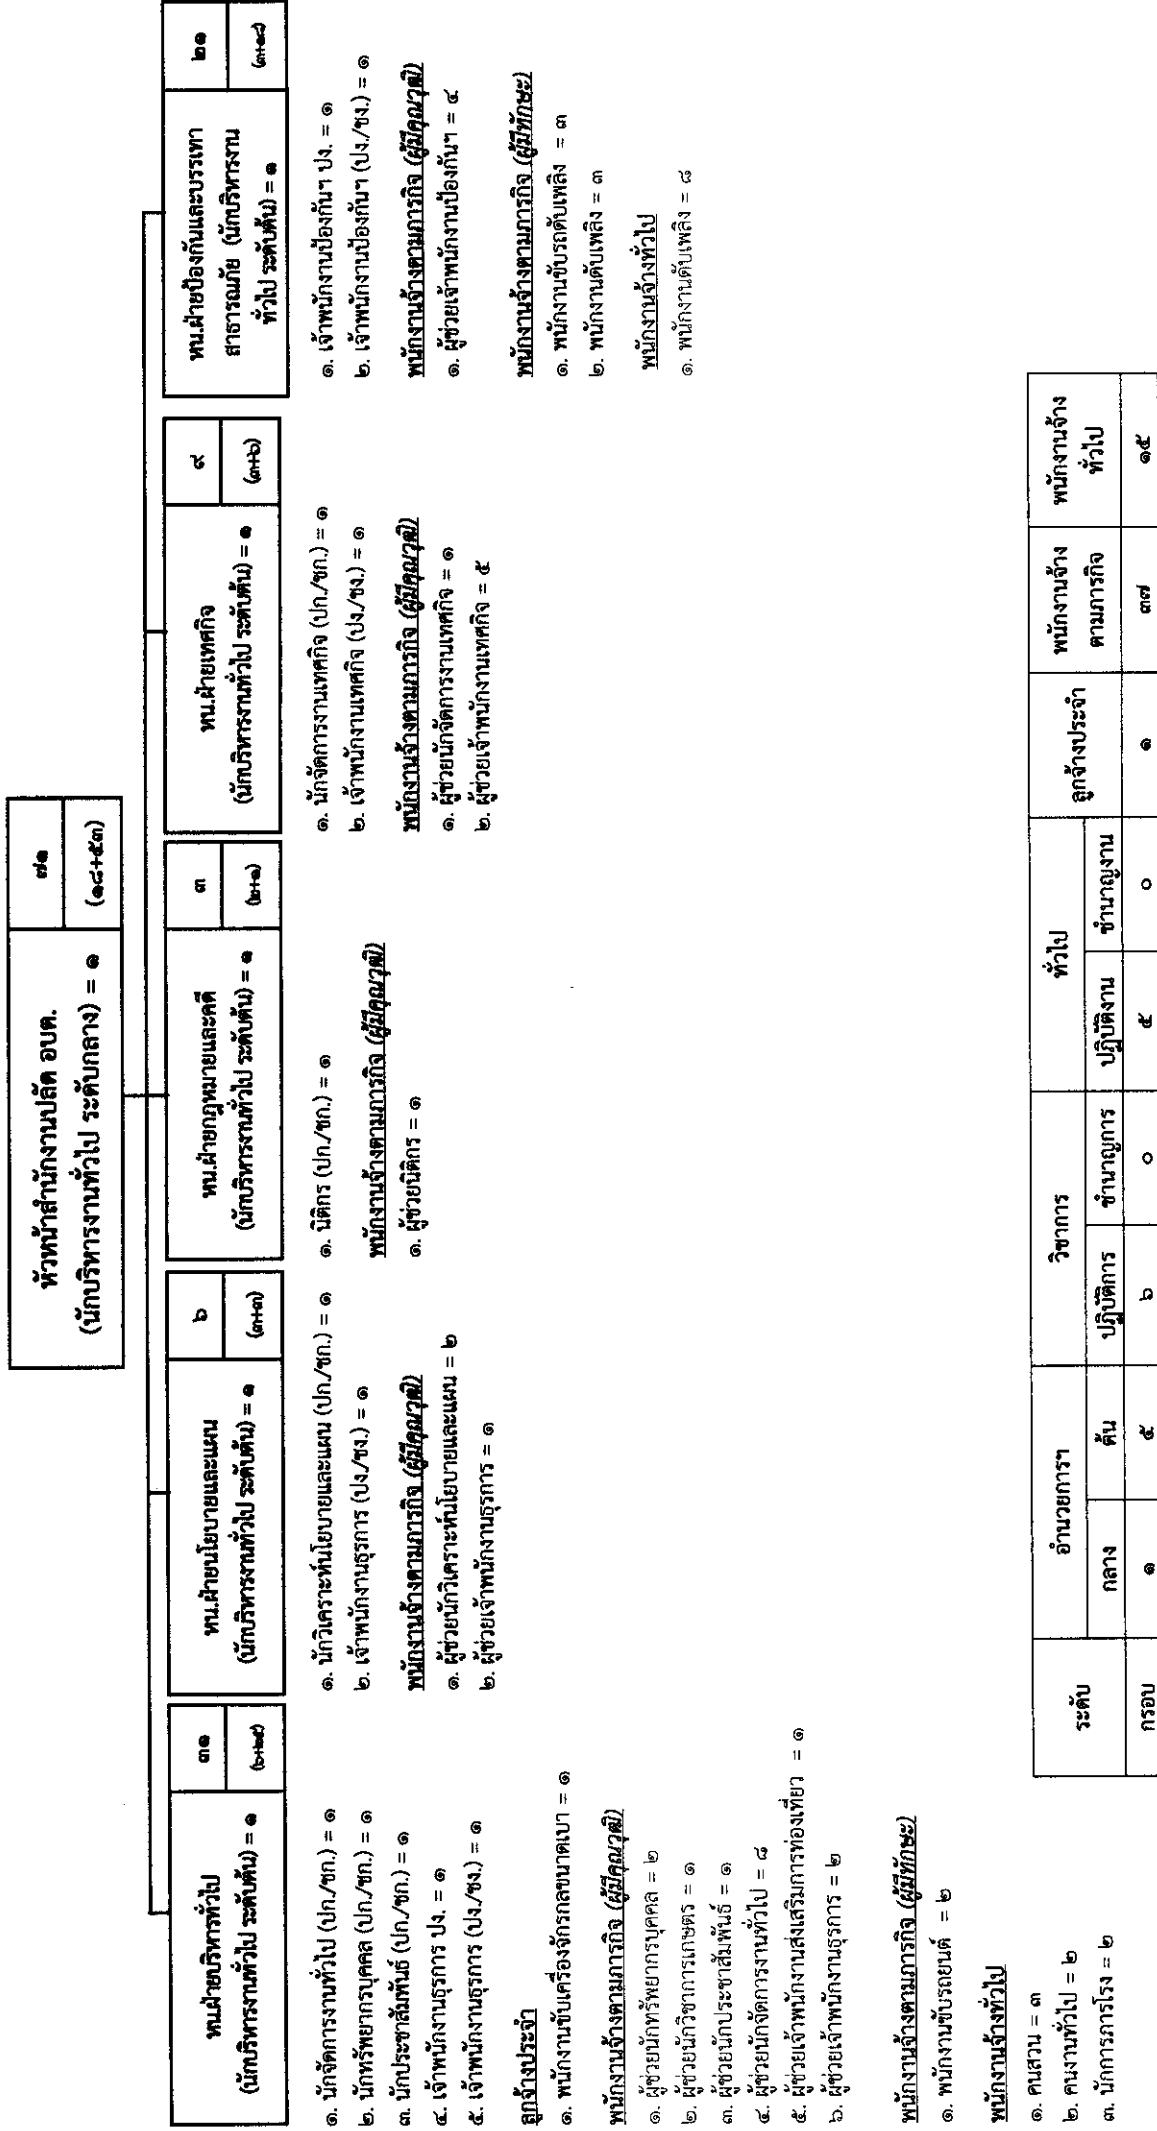 หัวหน้าสำนักงานปลัด อบต.
(นักบริหารงานทั่วไป ระดับกลาง) = ๑
๗๑
(๑๘+๕๓)
หน.ฝ่ายบริหารทั่วไป
(นักบริหารงานทั่วไป ระดับต้น) = ๑
๓๑
(๖+๒๕)
๑. นักจัดการงานทั่วไป (ปก./ชก.) = ๑
๒. นักทรัพยากรบุคคล (ปก./ชก.) = ๑
๓. นักประชาสัมพันธ์ (ปก./ชก.) = ๑
๔. เจ้าพนักงานธุรการ ปง. = ๑
๕. เจ้าพนักงานธุรการ (ปง./ชง.) = ๑
ลูกจ้างประจำ
๑. พนักงานขับเครื่องจักรกลขนาดเบา = ๑
พนักงานจ้างตามภารกิจ (ผู้มีคุณวุฒิ)
๑. ผู้ช่วยนักทรัพยากรบุคคล = ๒
๒. ผู้ช่วยนักวิชาการเกษตร = ๑
๓. ผู้ช่วยนักประชาสัมพันธ์ = ๑
๔. ผู้ช่วยนักจัดการงานทั่วไป = ๘
๕. ผู้ช่วยเจ้าพนักงานส่งเสริมการท่องเที่ยว = ๑
๖. ผู้ช่วยเจ้าพนักงานธุรการ = ๒
พนักงานจ้างตามภารกิจ (ผู้มีทักษะ)
๑. พนักงานขับรถยนต์ = ๒
พนักงานจ้างทั่วไป
๑. คนสวน = ๓
๒. คนงานทั่วไป = ๒
๓. นักการภารโรง = ๒
หน.ฝ่ายนโยบายและแผน
(นักบริหารงานทั่วไป ระดับต้น) = ๑
๖
(๓+๓)
๑. นักวิเคราะห์นโยบายและแผน (ปก./ชก.) = ๑
๒. เจ้าพนักงานธุรการ (ปง./ชง.) = ๑
พนักงานจ้างตามภารกิจ (ผู้มีคุณวุฒิ)
๑. ผู้ช่วยนักวิเคราะห์นโยบายและแผน = ๒
๒. ผู้ช่วยเจ้าพนักงานธุรการ = ๑
หน.ฝ่ายกฎหมายและคดี
(นักบริหารงานทั่วไป ระดับต้น) = ๑
๓
(๒+๑)
๑. นิติกร (ปก./ชก.) = ๑
พนักงานจ้างตามภารกิจ (ผู้มีคุณวุฒิ)
๑. ผู้ช่วยนิติกร = ๑
หน.ฝ่ายเทศกิจ
(นักบริหารงานทั่วไป ระดับต้น) = ๑
๙
(๓+๖)
๑. นักจัดการงานเทศกิจ (ปก./ชก.) = ๑
๒. เจ้าพนักงานเทศกิจ (ปง./ชง.) = ๑
พนักงานจ้างตามภารกิจ (ผู้มีคุณวุฒิ)
๑. ผู้ช่วยนักจัดการงานเทศกิจ = ๑
๒. ผู้ช่วยเจ้าพนักงานเทศกิจ = ๕
หน.ฝ่ายป้องกันและบรรเทา
สาธารณภัย (นักบริหารงาน
ทั่วไป ระดับต้น) = ๑
๒๑
(๓+๑๘)
๑. เจ้าพนักงานป้องกันฯ ปง. = ๑
๒. เจ้าพนักงานป้องกันฯ (ปง./ชง.) = ๑
พนักงานจ้างตามภารกิจ (ผู้มีคุณวุฒิ)
๑. ผู้ช่วยเจ้าพนักงานป้องกันฯ = ๔
พนักงานจ้างตามภารกิจ (ผู้มีทักษะ)
๑. พนักงานขับรถดับเพลิง = ๓
๒. พนักงานดับเพลิง = ๓
พนักงานจ้างทั่วไป
๑. พนักงานดับเพลิง = ๘
ระดับ อำนวยการฯ วิชาการ ทั่วไป ลูกจ้างประจำ พนักงานจ้างตามภารกิจ พนักงานจ้างทั่วไป
กลาง ต้น ปฏิบัติการ ชำนาญการ ปฏิบัติงาน ชำนาญงาน
กรอบ ๑ ๕ ๖ ๐ ๕ ๐ ๑ ๓๗ ๑๕